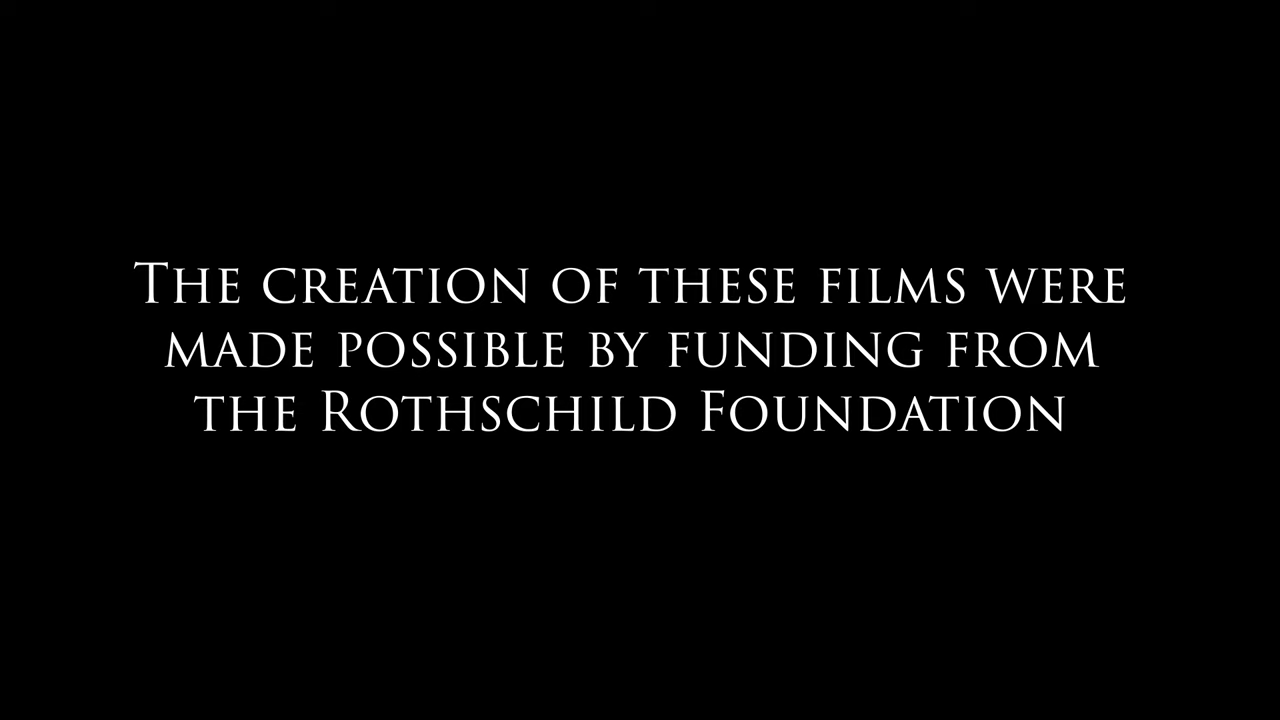 The creation of these films were
made possible by funding from
the Rothschild Foundation